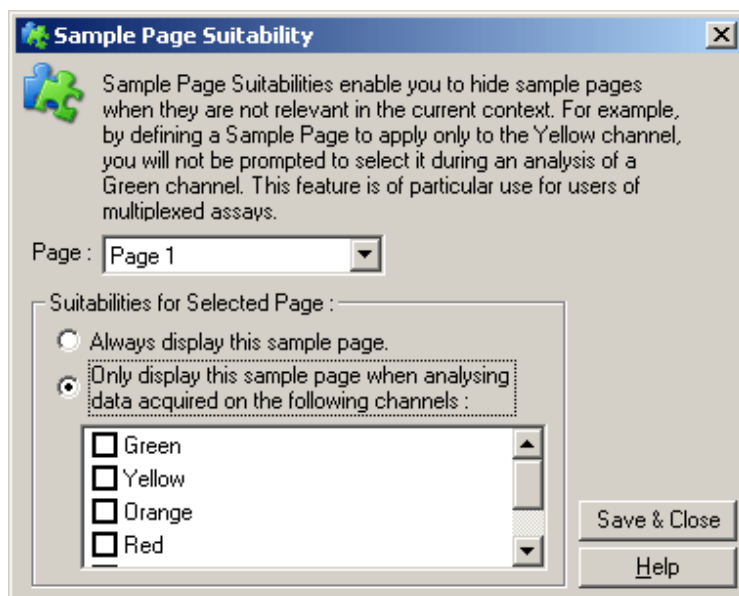 Sample Page Suitability
Sample Page Suitabilities enable you to hide sample pages
when they are not relevant in the current context. For example,
by defining a Sample Page to apply only to the Yellow channel,
you will not be prompted to select it during an analysis of a
Green channel. This feature is of particular use for users of
multiplexed assays.
Page : Page 1
Suitabilities for Selected Page :
Always display this sample page.
Only display this sample page when analysing
data acquired on the following channels :
Green
Yellow
Orange
Red
Save & Close
Help